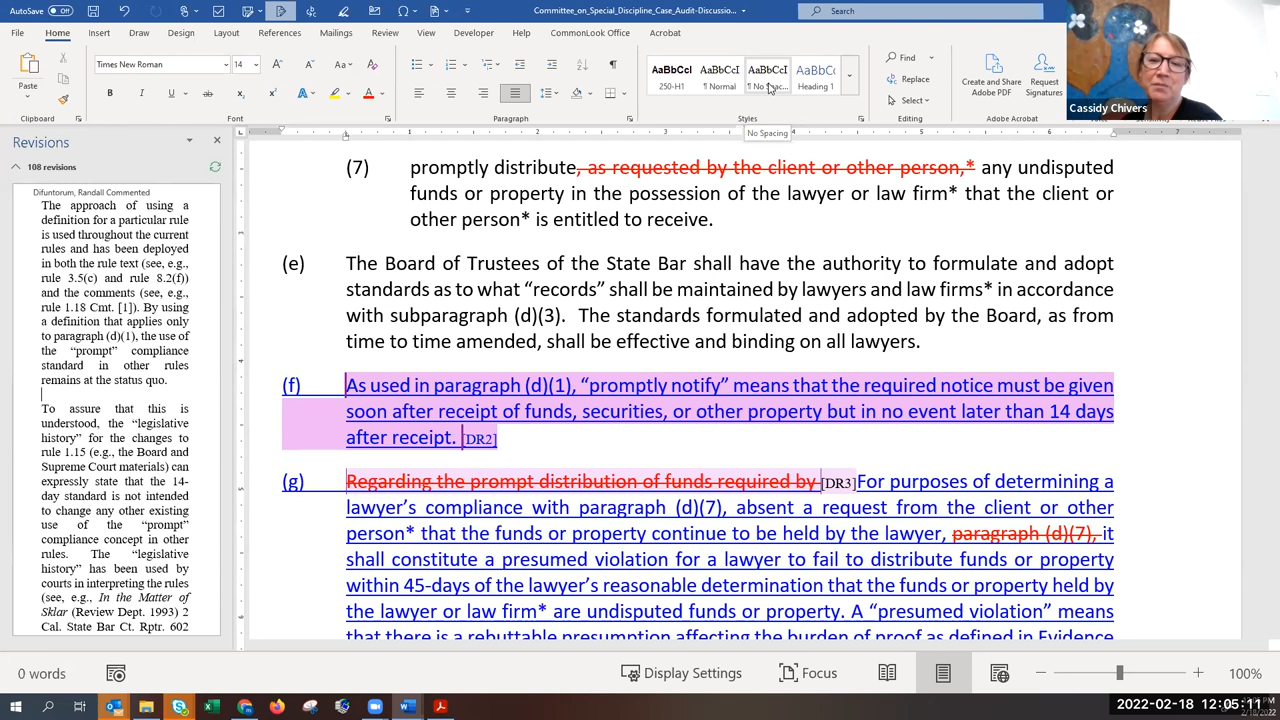 AutoSave Off
Committee_on_Special_Discipline_Case_Audit-Discussio...
Search
File Home Insert Draw Design Layout References Mailings Review View Developer Help CommonLook Office Acrobat
Times New Roman 14
Paste
B
AaBbCcI AaBbCcI AaBbCcI AaBbCc
250-H1 ¶ Normal ¶ No Spac... Heading 1
Find
Replace
Select
Create and Share Adobe PDF
Request Signatures
Clipboard Font Paragraph Styles Editing Adobe Acrobat
Cassidy Chivers
No Spacing
Revisions
108 revisions
Difuntorum, Randall Commented
The approach of using a
definition for a particular rule
is used throughout the current
rules and has been deployed
in both the rule text (see, e.g.,
rule 3.5(c) and rule 8.2(f))
and the comments (see, e.g.,
rule 1.18 Cmt. [1]). By using
a definition that applies only
to paragraph (d)(1), the use of
the “prompt” compliance
standard in other rules
remains at the status quo.
To assure that this is
understood, the “legislative
history” for the changes to
rule 1.15 (e.g., the Board and
Supreme Court materials) can
expressly state that the 14-
day standard is not intended
to change any other existing
use of the “prompt”
compliance concept in other
rules. The “legislative
history” has been used by
courts in interpreting the rules
(see, e.g., In the Matter of
Sklar (Review Dept. 1993) 2
Cal. State Bar Ct. Rptr. 602
(7) promptly distribute, as requested by the client or other person,* any undisputed
funds or property in the possession of the lawyer or law firm* that the client or
other person* is entitled to receive.
(e) The Board of Trustees of the State Bar shall have the authority to formulate and adopt
standards as to what “records” shall be maintained by lawyers and law firms* in accordance
with subparagraph (d)(3). The standards formulated and adopted by the Board, as from
time to time amended, shall be effective and binding on all lawyers.
(f) As used in paragraph (d)(1), “promptly notify” means that the required notice must be given
soon after receipt of funds, securities, or other property but in no event later than 14 days
after receipt. [DR2]
(g) Regarding the prompt distribution of funds required by [DR3]For purposes of determining a
lawyer’s compliance with paragraph (d)(7), absent a request from the client or other
person* that the funds or property continue to be held by the lawyer, paragraph (d)(7), it
shall constitute a presumed violation for a lawyer to fail to distribute funds or property
within 45-days of the lawyer’s reasonable determination that the funds or property held by
the lawyer or law firm* are undisputed funds or property. A “presumed violation” means
that there is a rebuttable presumption affecting the burden of proof as defined in Evidence
0 words
Display Settings Focus 100%
2022-02-18 12:05:11